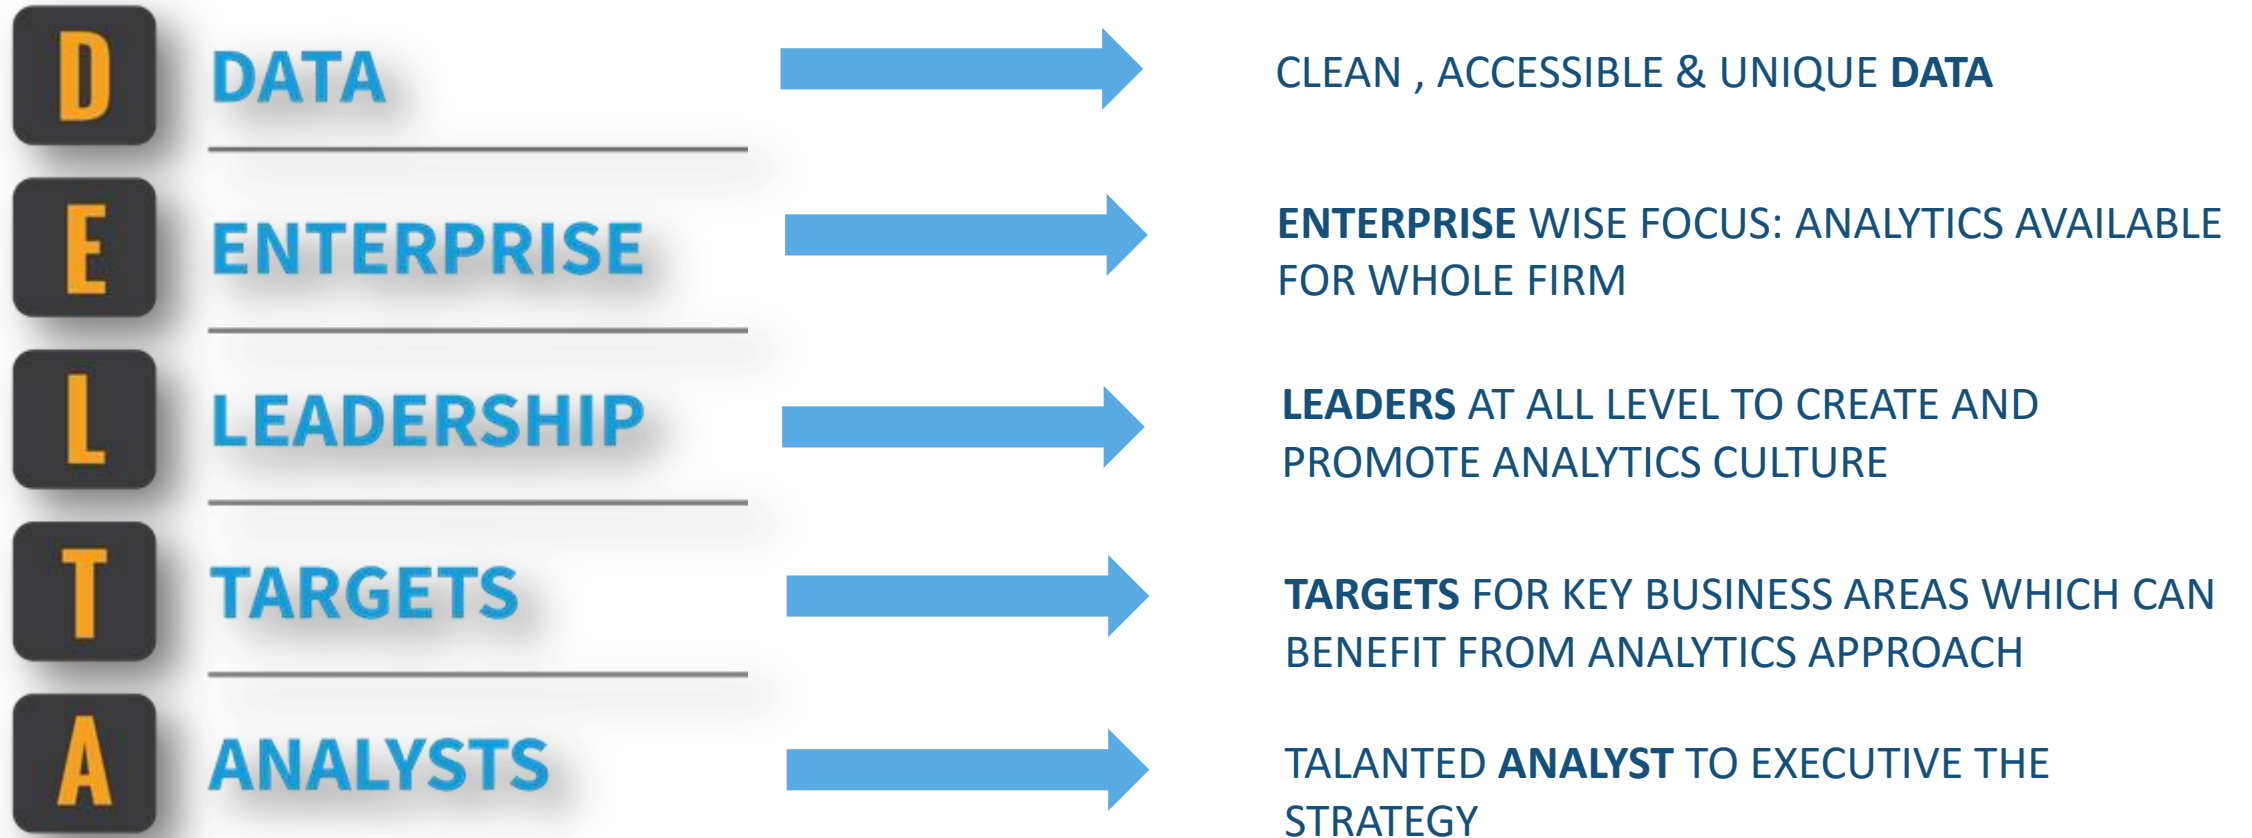 D DATA CLEAN , ACCESSIBLE & UNIQUE DATA
E ENTERPRISE ENTERPRISE WISE FOCUS: ANALYTICS AVAILABLE
FOR WHOLE FIRM
L LEADERSHIP LEADERS AT ALL LEVEL TO CREATE AND
PROMOTE ANALYTICS CULTURE
T TARGETS TARGETS FOR KEY BUSINESS AREAS WHICH CAN
BENEFIT FROM ANALYTICS APPROACH
A ANALYSTS TALANTED ANALYST TO EXECUTIVE THE
STRATEGY